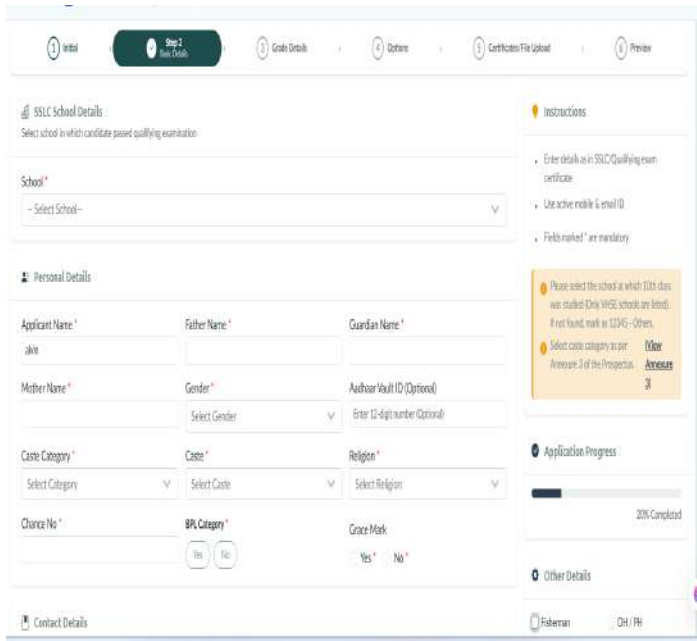 1 Initial
Step 2
Basic Details
3 Grade Details
4 Options
5 Certificates/File Upload
6 Preview
SSLC School Details
Select school in which candidate passed qualifying examination
School *
-- Select School--
Personal Details
Applicant Name *
Father Name *
Guardian Name *
alvin
Mother Name *
Gender *
Aadhaar Vault ID (Optional)
Select Gender
Enter 12-digit number (Optional)
Caste Category *
Caste *
Religion *
Select Category
Select Caste
Select Religion
Chance No *
BPL Category *
Grace Mark
Yes
No
Yes *
No *
Contact Details
Instructions
• Enter details as in SSLC/Qualifying exam
certificate
• Use active mobile & email ID
• Fields marked * are mandatory
Please select the school at which 10th class
was studied (Only VHSE schools are listed).
If not found, mark as 12345 - Others.
Select caste category as per [View
Annexure 3 of the Prospectus. Annexure
3]
Application Progress
20% Completed
Other Details
Fisherman
OH / PH